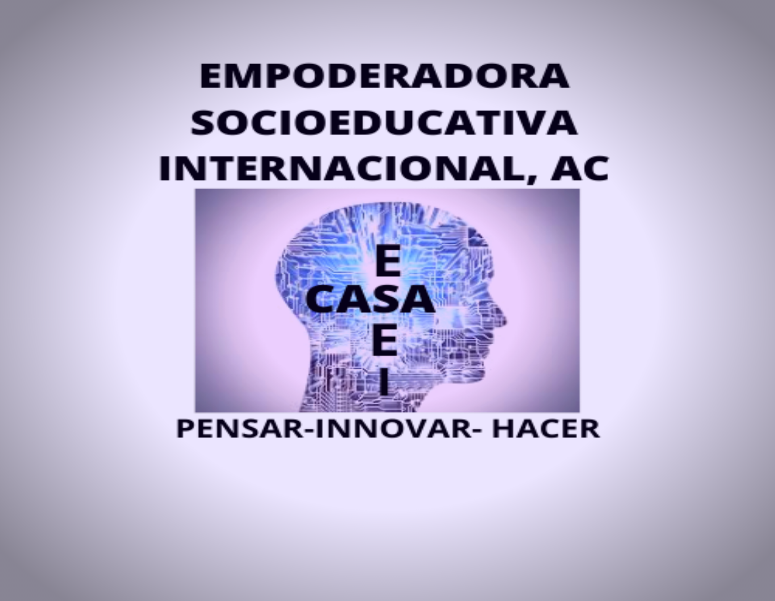 EMPODERADORA
SOCIOEDUCATIVA
INTERNACIONAL, AC
E
CASA
E
I
PENSAR-INNOVAR- HACER